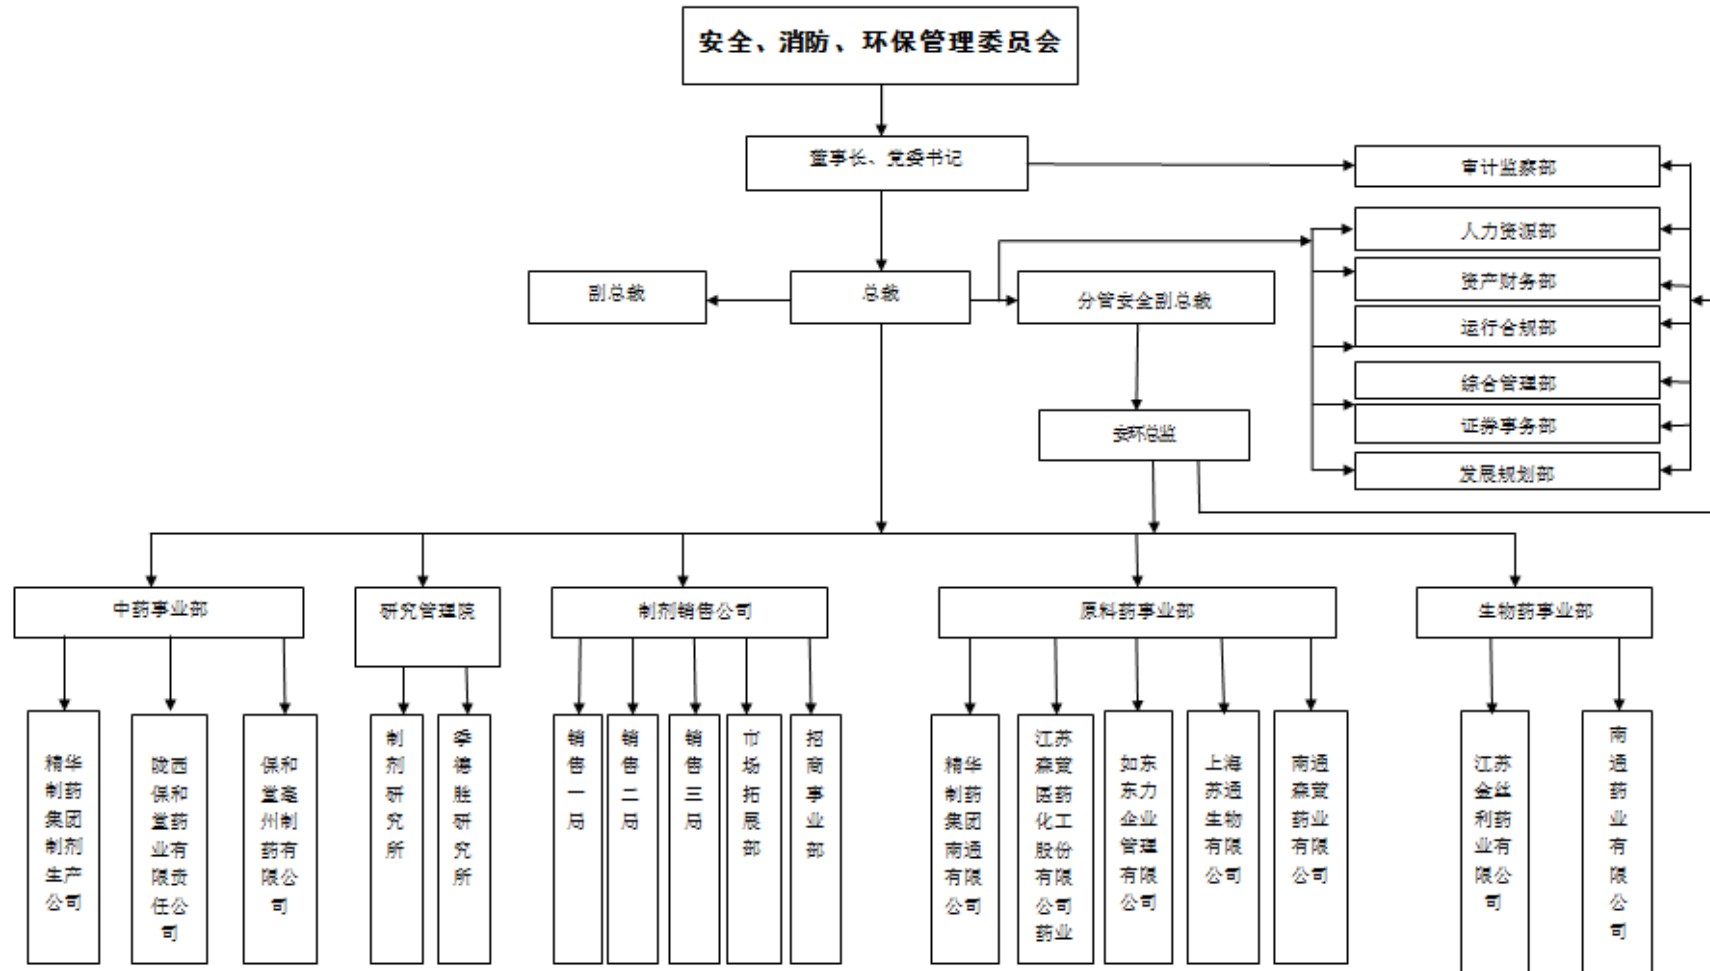 安全、消防、环保管理委员会
董事长、党委书记
审计监察部
人力资源部
副总裁
总裁
分管安全副总裁
资产财务部
运行合规部
综合管理部
安环总监
证券事务部
发展规划部
中药事业部
研究管理院
制剂销售公司
原料药事业部
生物药事业部
精华
制药
集团
制剂
生产
公司
陇西
保和
堂药
业有
限责
任公
司
保和
堂亳
州制
药有
限公
司
制
剂
研
究
所
季
德
胜
研
究
所
销
售
一
局
销
售
二
局
销
售
三
局
市
场
拓
展
部
招
商
事
业
部
精华
制药
集团
南通
有限
公司
江苏
森萱
医药
化工
股份
有限
公司
药业
如东
东力
企业
管理
有限
公司
上海
苏通
生物
有限
公司
南通
森萱
药业
有限
公司
江苏
金丝
利药
业有
限公
司
南
通
药
业
有
限
公
司